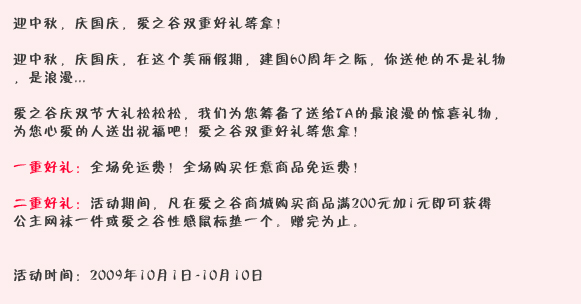 迎中秋，庆国庆，爱之谷双重好礼等拿！
迎中秋，庆国庆，在这个美丽假期，建国60周年之际，你送他的不是礼物
，是浪漫...
爱之谷庆双节大礼松松松，我们为您筹备了送给TA的最浪漫的惊喜礼物，
为您心爱的人送出祝福吧！爱之谷双重好礼等您拿！
一重好礼：全场免运费！全场购买任意商品免运费！
二重好礼：活动期间，凡在爱之谷商城购买商品满200元加1元即可获得
公主网袜一件或爱之谷性感鼠标垫一个。赠完为止。
活动时间：2009年10月1日-10月10日